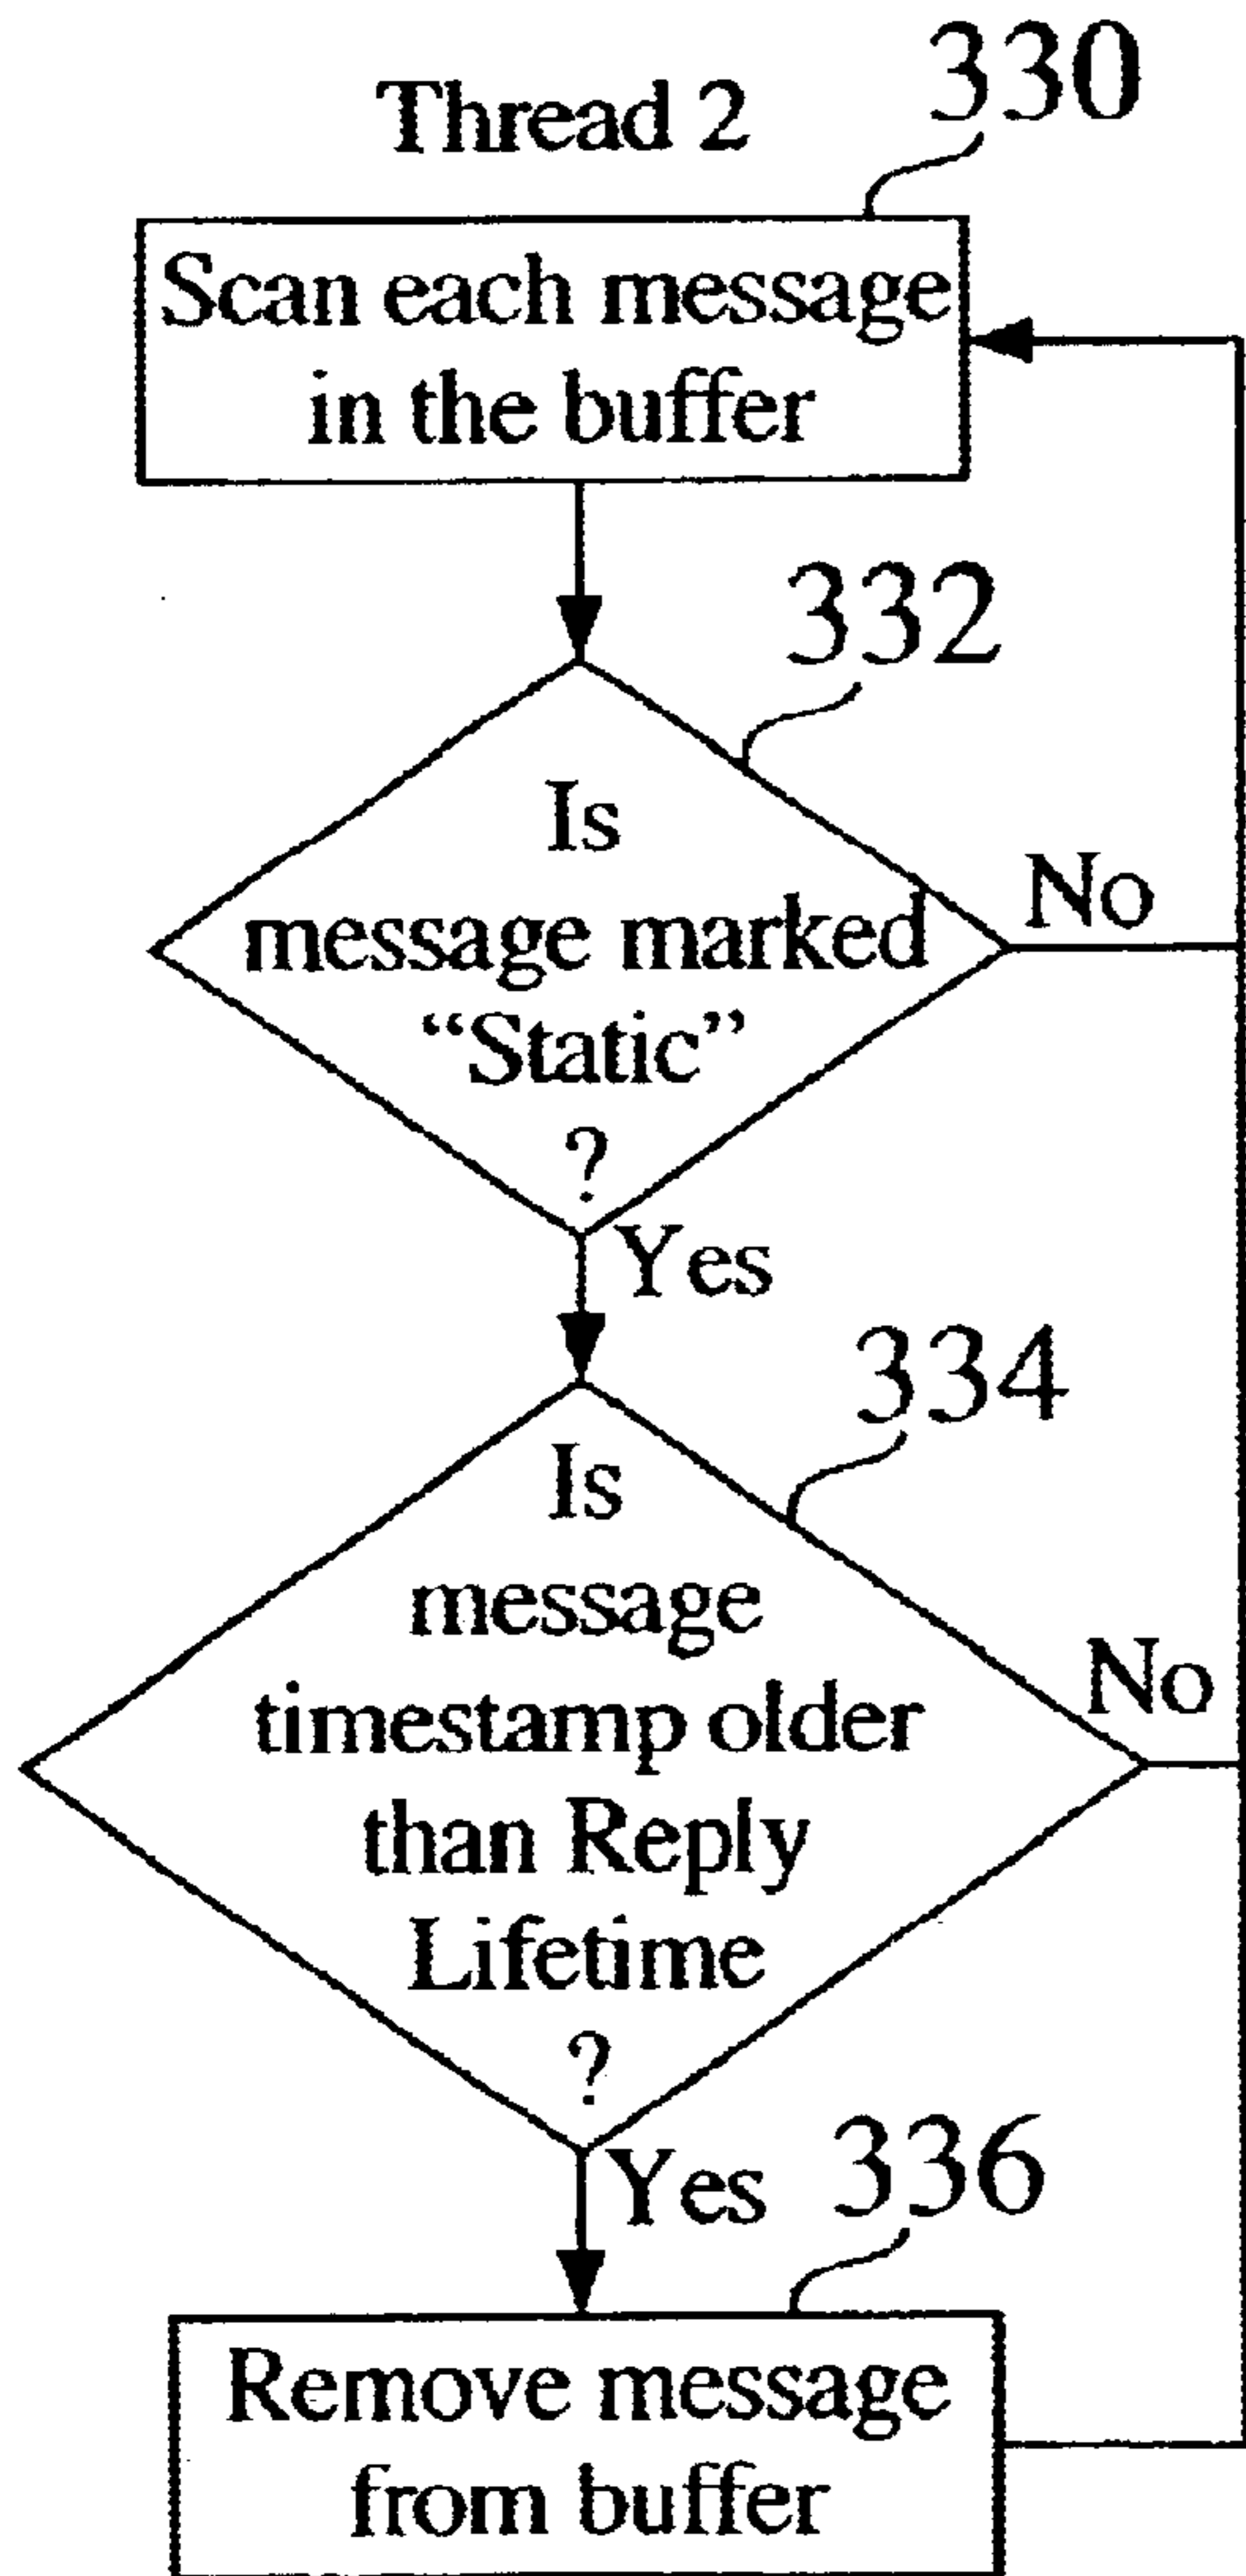 330
Thread 2
Scan each message
in the buffer
332
Is
message marked
“Static”
?
No
Yes
334
Is
message
timestamp older
than Reply
Lifetime
?
No
Yes
336
Remove message
from buffer